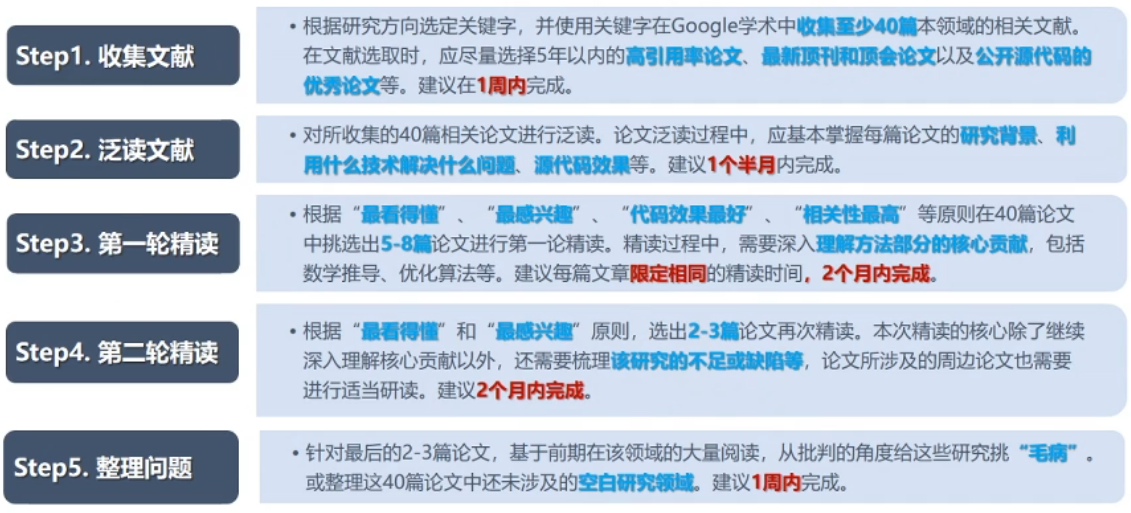 Step1. 收集文献
• 根据研究方向选定关键字，并使用关键字在Google学术中收集至少40篇本领域的相关文献。
在文献选取时，应尽量选择5年以内的高引用率论文、最新顶刊和顶会论文以及公开源代码的
优秀论文等。建议在1周内完成。
Step2. 泛读文献
• 对所收集的40篇相关论文进行泛读。论文泛读过程中，应基本掌握每篇论文的研究背景、利
用什么技术解决什么问题、源代码效果等。建议1个半月内完成。
Step3. 第一轮精读
• 根据“最看得懂”、“最感兴趣”、“代码效果最好”、“相关性最高”等原则在40篇论文
中挑选出5-8篇论文进行第一论精读。精读过程中，需要深入理解方法部分的核心贡献，包括
数学推导、优化算法等。建议每篇文章限定相同的精读时间，2个月内完成。
Step4. 第二轮精读
• 根据“最看得懂”和“最感兴趣”原则，选出2-3篇论文再次精读。本次精读的核心除了继续
深入理解核心贡献以外，还需要梳理该研究的不足或缺陷等，论文所涉及的周边论文也需要
进行适当研读。建议2个月内完成。
Step5. 整理问题
• 针对最后的2-3篇论文，基于前期在该领域的大量阅读，从批判的角度给这些研究挑“毛病”。
或整理这40篇论文中还未涉及的空白研究领域。建议1周内完成。